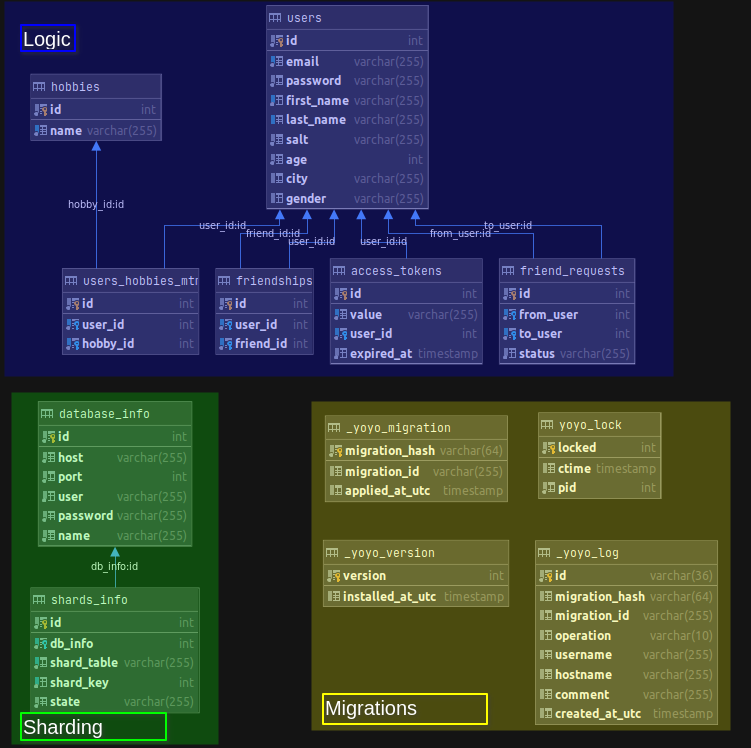 Logic
users
id int
email varchar(255)
password varchar(255)
first_name varchar(255)
last_name varchar(255)
salt varchar(255)
age int
city varchar(255)
gender varchar(255)
hobbies
id int
name varchar(255)
hobby_id:id
user_id:id
friend_id:id
user_id:id
user_id:id
from_user:id
to_user:id
users_hobbies_mtm
id int
user_id int
hobby_id int
friendships
id int
user_id int
friend_id int
access_tokens
id int
value varchar(255)
user_id int
expired_at timestamp
friend_requests
id int
from_user int
to_user int
status varchar(255)
database_info
id int
host varchar(255)
port int
user varchar(255)
password varchar(255)
name varchar(255)
db_info:id
shards_info
id int
db_info int
shard_table varchar(255)
shard_key int
state varchar(255)
Sharding
_yoyo_migration
migration_hash varchar(64)
migration_id varchar(255)
applied_at_utc timestamp
yoyo_lock
locked int
ctime timestamp
pid int
_yoyo_version
version int
installed_at_utc timestamp
_yoyo_log
id varchar(36)
migration_hash varchar(64)
migration_id varchar(255)
operation varchar(10)
username varchar(255)
hostname varchar(255)
comment varchar(255)
created_at_utc timestamp
Migrations